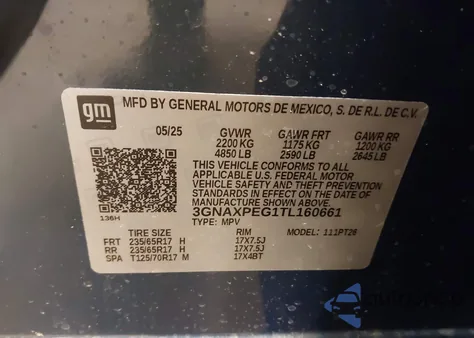 gm
MFD BY GENERAL MOTORS DE MEXICO, S. DE R.L. DE C.V.
05/25 GVWR GAWR FRT GAWR RR
2200 KG 1175 KG 1200 KG
4850 LB 2590 LB 2645 LB
THIS VEHICLE CONFORMS TO ALL
APPLICABLE U.S. FEDERAL MOTOR
VEHICLE SAFETY AND THEFT PREVENTION
STANDARDS IN EFFECT ON THE DATE OF
MANUFACTURE SHOWN ABOVE.
3GNAXPEG1TL160661
136H
TYPE: MPV MODEL: 111PT26
TIRE SIZE RIM
FRT 235/65R17 H 17X7.5J
RR 235/65R17 H 17X7.5J
SPA T125/70R17 M 17X4BT